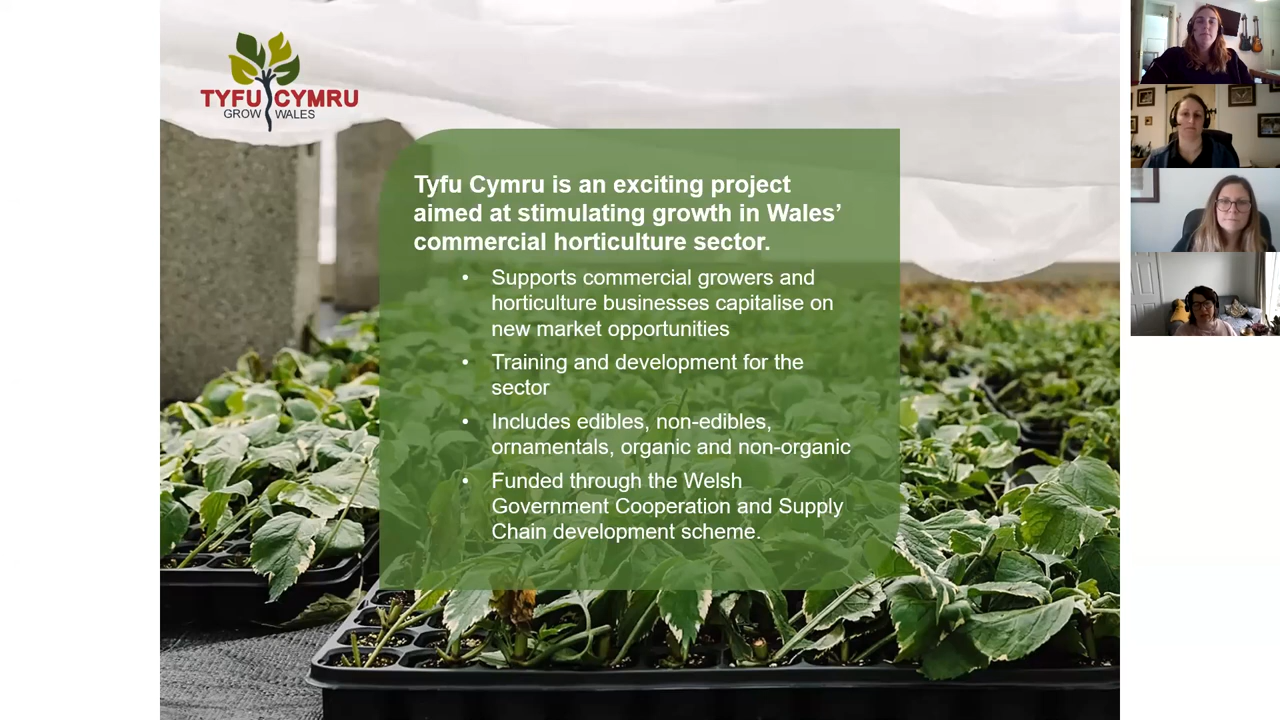 TYFU CYMRU
GROW WALES
Tyfu Cymru is an exciting project
aimed at stimulating growth in Wales’
commercial horticulture sector.
• Supports commercial growers and
horticulture businesses capitalise on
new market opportunities
• Training and development for the
sector
• Includes edibles, non-edibles,
ornamentals, organic and non-organic
• Funded through the Welsh
Government Cooperation and Supply
Chain development scheme.